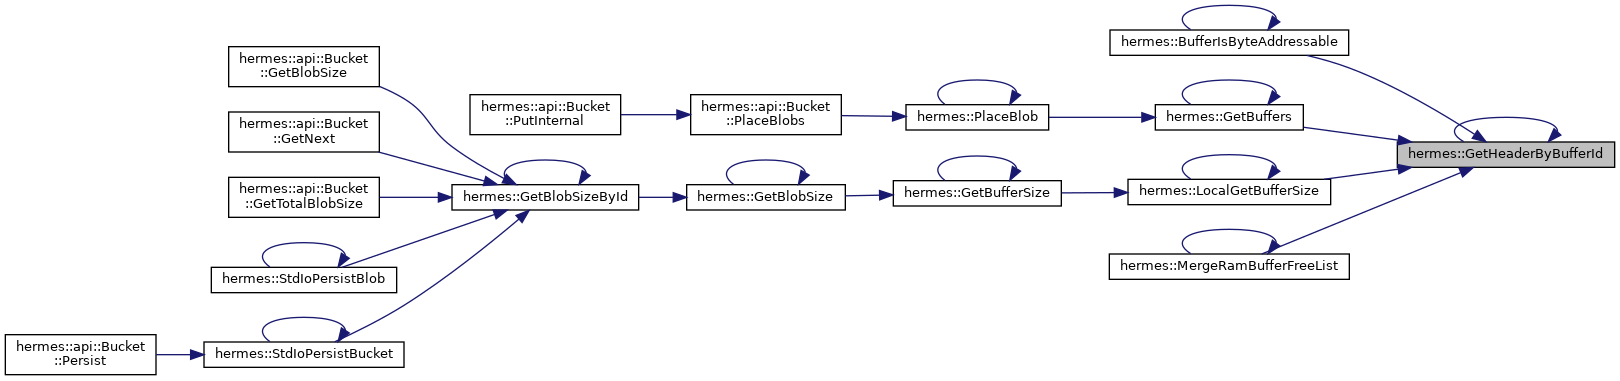 hermes::BufferIsByteAddressable
hermes::api::Bucket
::GetBlobSize
hermes::api::Bucket
::PutInternal
hermes::api::Bucket
::PlaceBlobs
hermes::PlaceBlob
hermes::GetBuffers
hermes::api::Bucket
::GetNext
hermes::GetHeaderByBufferId
hermes::api::Bucket
::GetTotalBlobSize
hermes::GetBlobSizeById
hermes::GetBlobSize
hermes::GetBufferSize
hermes::LocalGetBufferSize
hermes::StdIoPersistBlob
hermes::MergeRamBufferFreeList
hermes::api::Bucket
::Persist
hermes::StdIoPersistBucket